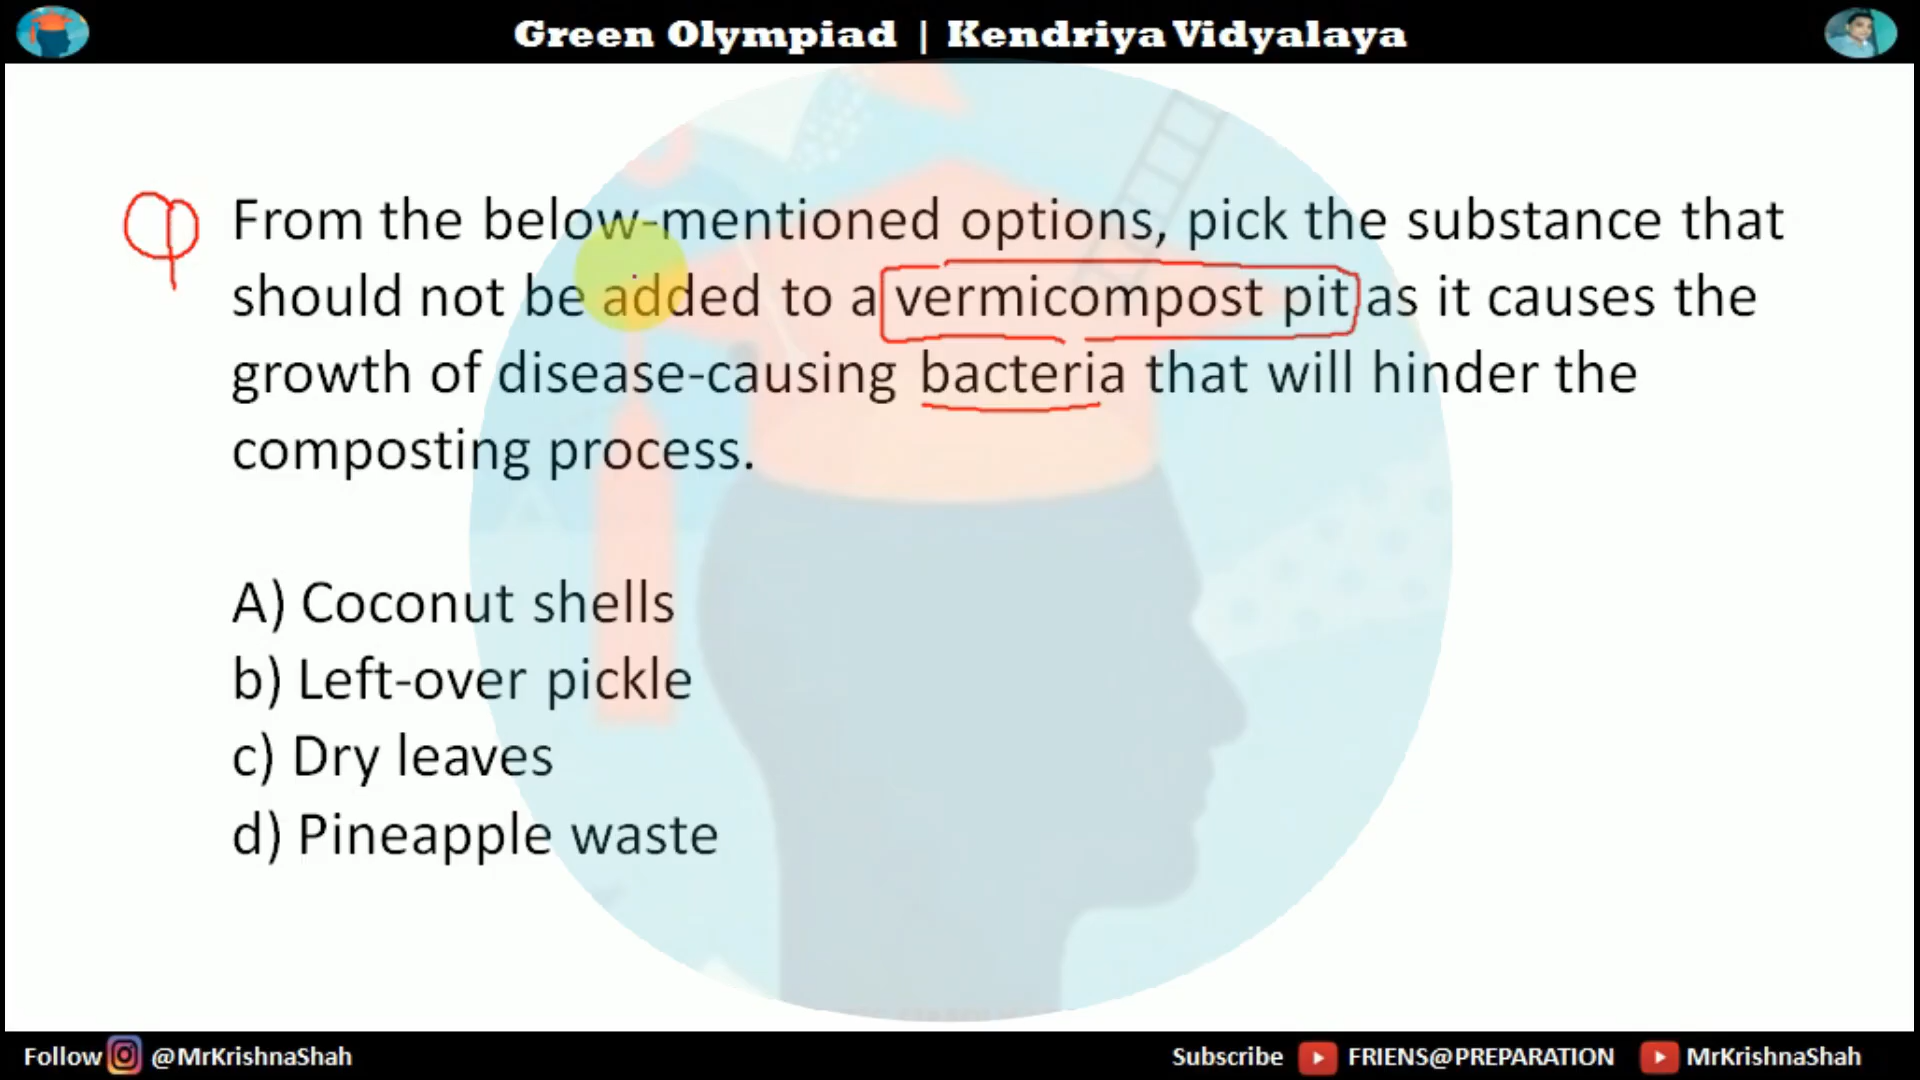 Green Olympiad | Kendriya Vidyalaya
Q From the below-mentioned options, pick the substance that
should not be added to a vermicompost pit as it causes the
growth of disease-causing bacteria that will hinder the
composting process.
A) Coconut shells
b) Left-over pickle
c) Dry leaves
d) Pineapple waste
Follow @MrKrishnaShah
Subscribe FRIENS@PREPARATION MrKrishnaShah